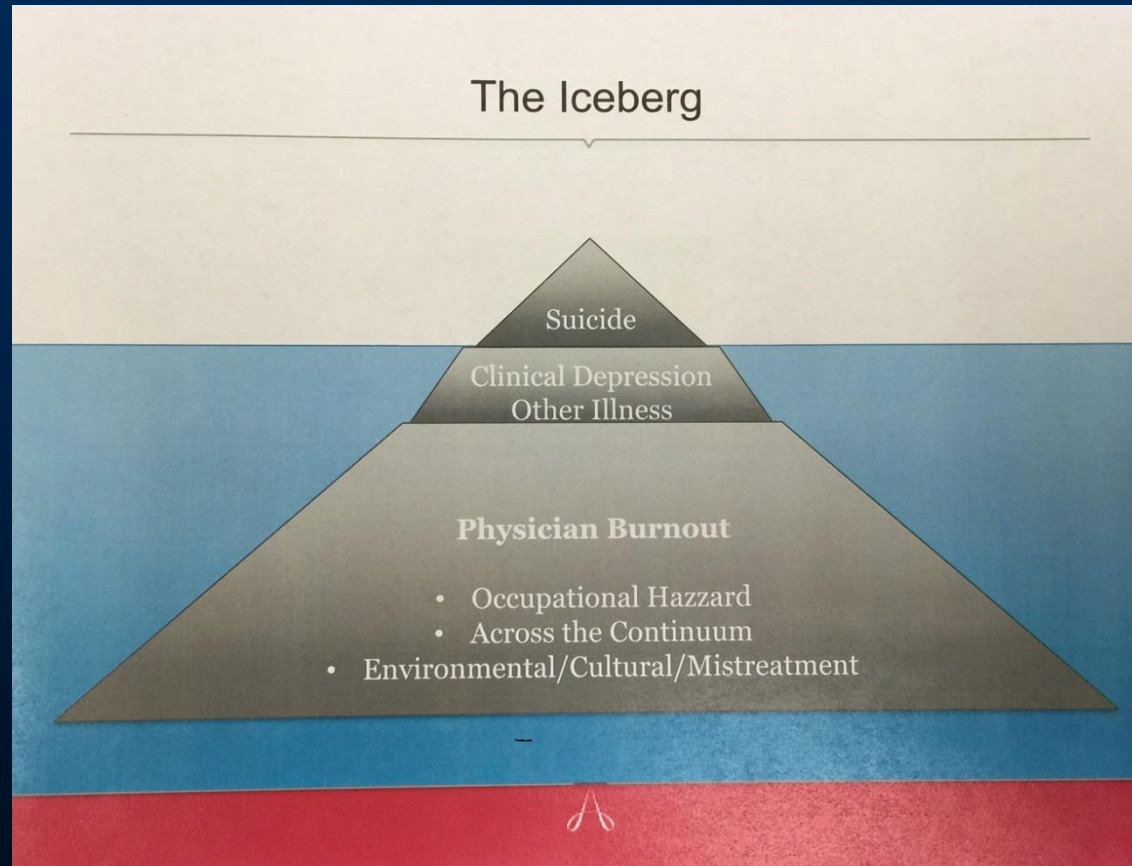 The Iceberg
Suicide
Clinical Depression
Other Illness
Physician Burnout
• Occupational Hazzard
• Across the Continuum
• Environmental/Cultural/Mistreatment